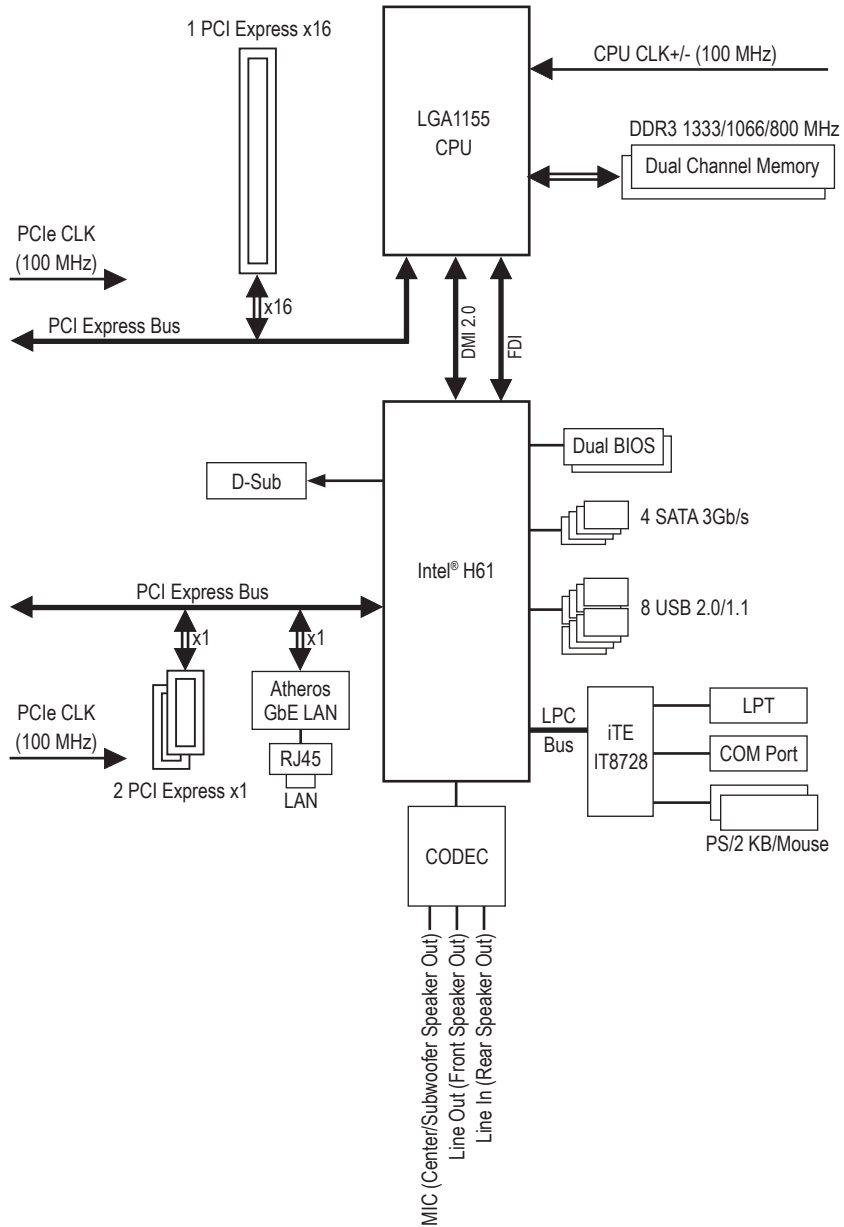 1 PCI Express x16
CPU CLK+/- (100 MHz)
LGA1155
CPU
DDR3 1333/1066/800 MHz
Dual Channel Memory
PCIe CLK
(100 MHz)
x16
PCI Express Bus
DMI 2.0
FDI
Dual BIOS
D-Sub
4 SATA 3Gb/s
Intel® H61
PCI Express Bus
8 USB 2.0/1.1
x1
x1
Atheros
GbE LAN
PCIe CLK
(100 MHz)
RJ45
LAN
2 PCI Express x1
LPC
Bus
iTE
IT8728
LPT
COM Port
PS/2 KB/Mouse
CODEC
MIC (Center/Subwoofer Speaker Out)
Line Out (Front Speaker Out)
Line In (Rear Speaker Out)